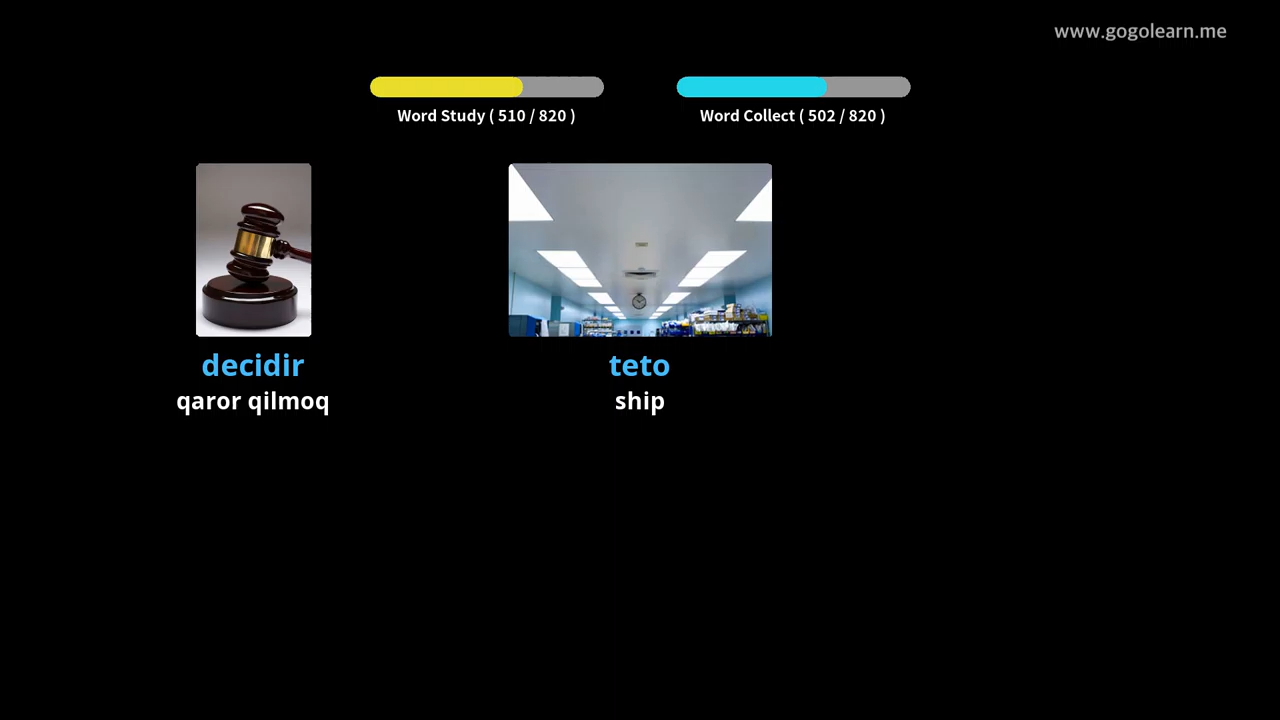 www.gogolearn.me
Word Study ( 510 / 820 )
Word Collect ( 502 / 820 )
decidir
qaror qilmoq
teto
ship